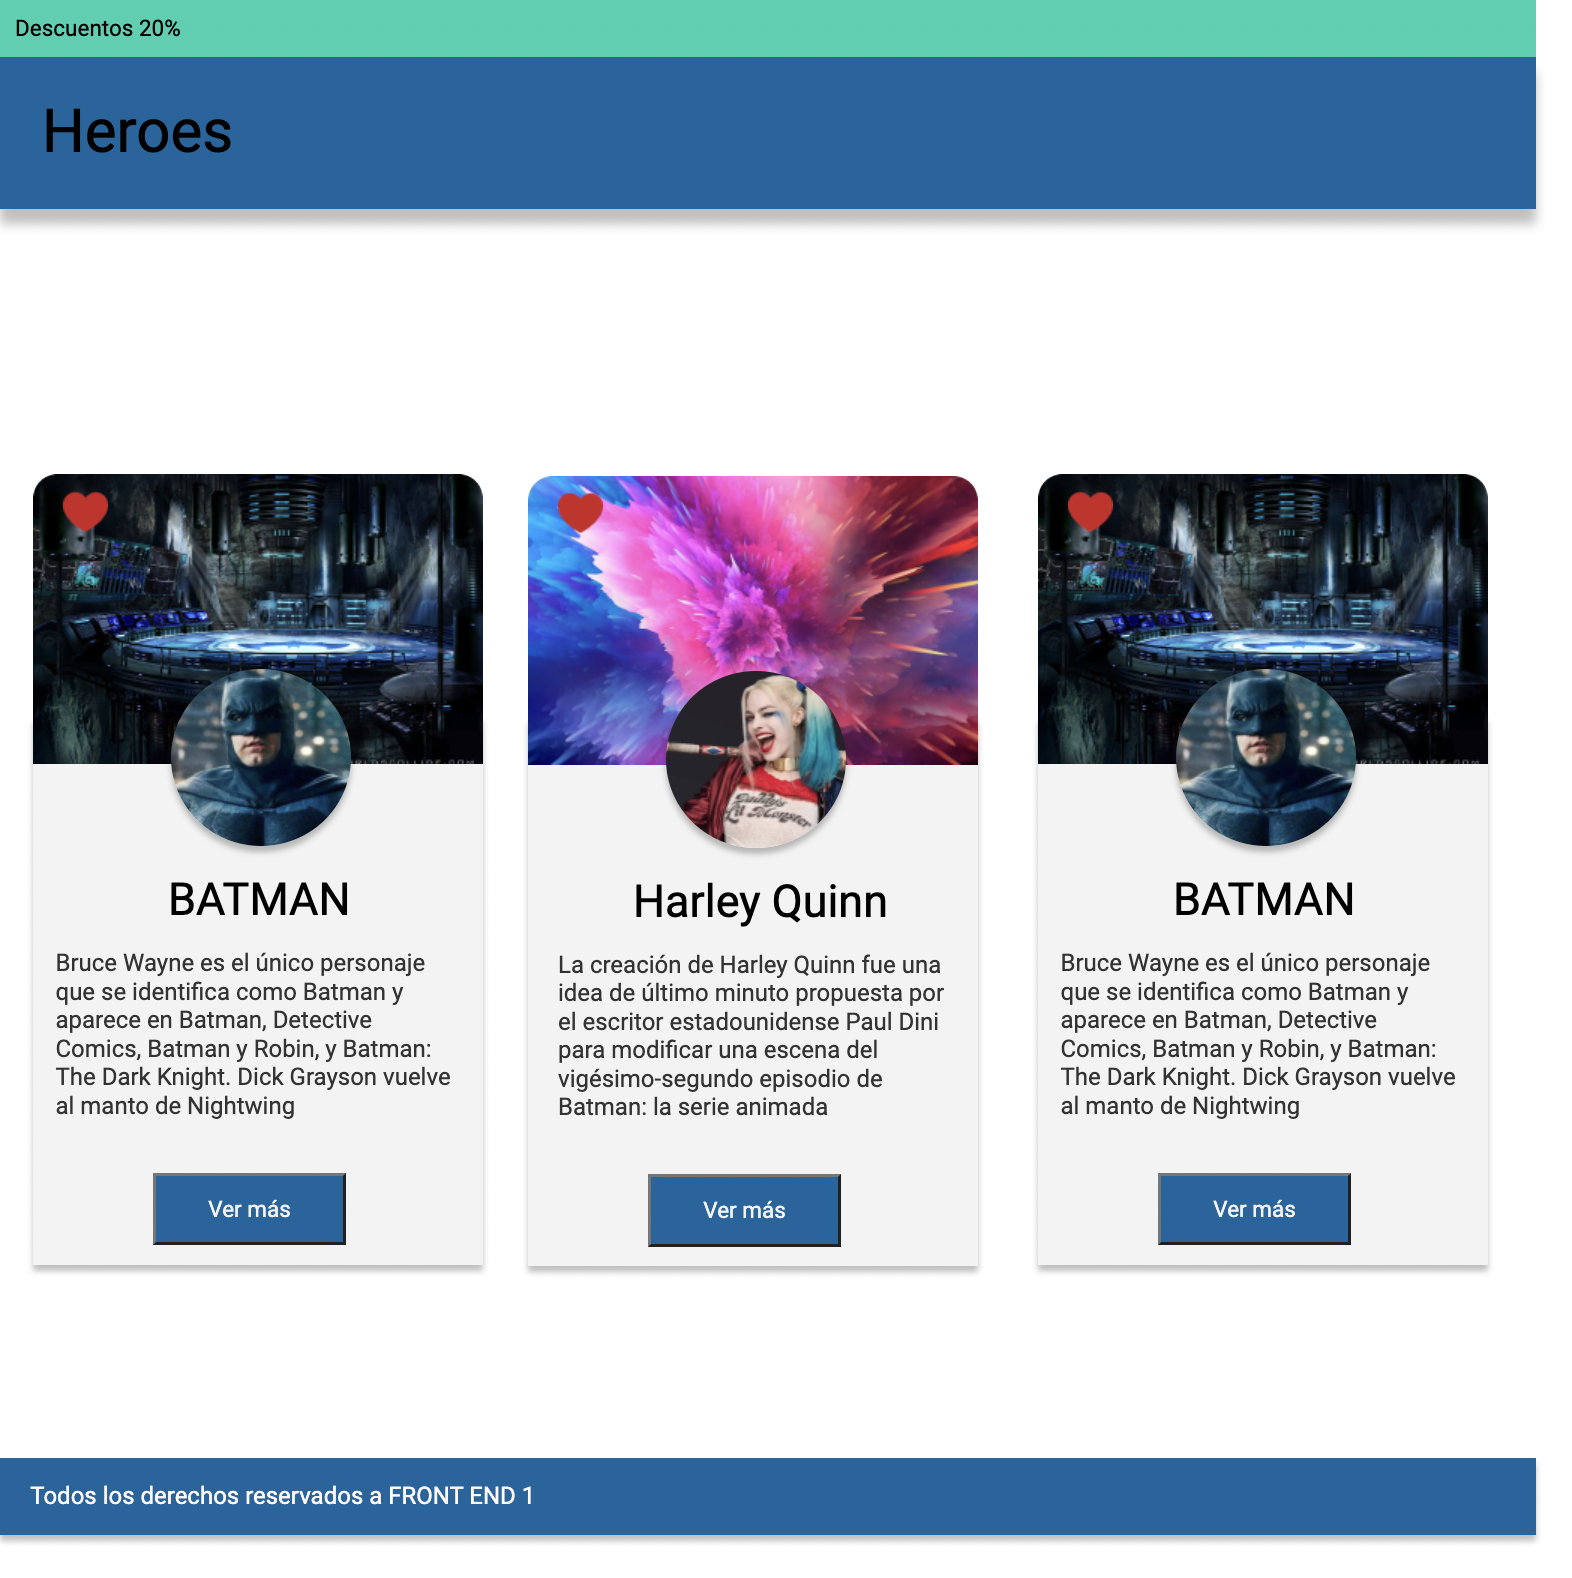 Descuentos 20%
Heroes
BATMAN
Bruce Wayne es el único personaje
que se identifica como Batman y
aparece en Batman, Detective
Comics, Batman y Robin, y Batman:
The Dark Knight. Dick Grayson vuelve
al manto de Nightwing
Ver más
Daddy's
Lil Monster
Harley Quinn
La creación de Harley Quinn fue una
idea de último minuto propuesta por
el escritor estadounidense Paul Dini
para modificar una escena del
vigésimo-segundo episodio de
Batman: la serie animada
Ver más
BATMAN
Bruce Wayne es el único personaje
que se identifica como Batman y
aparece en Batman, Detective
Comics, Batman y Robin, y Batman:
The Dark Knight. Dick Grayson vuelve
al manto de Nightwing
Ver más
Todos los derechos reservados a FRONT END 1